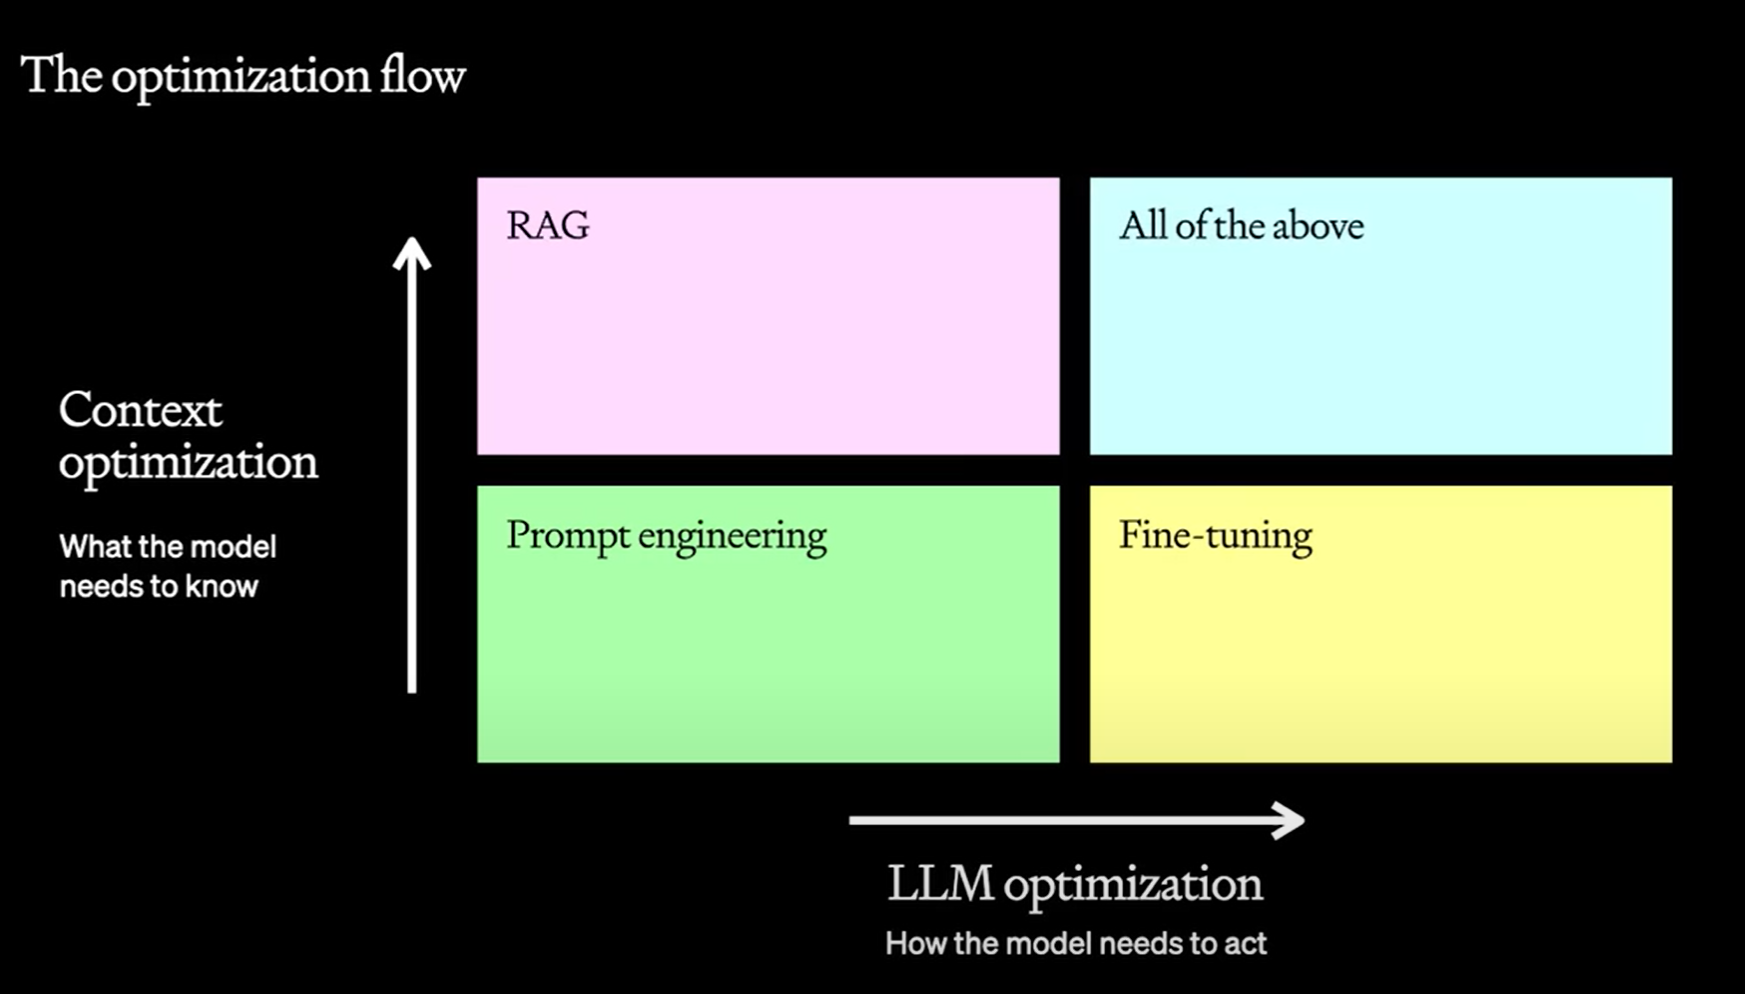 The optimization flow
RAG
All of the above
Context
optimization
What the model
needs to know
Prompt engineering
Fine-tuning
LLM optimization
How the model needs to act